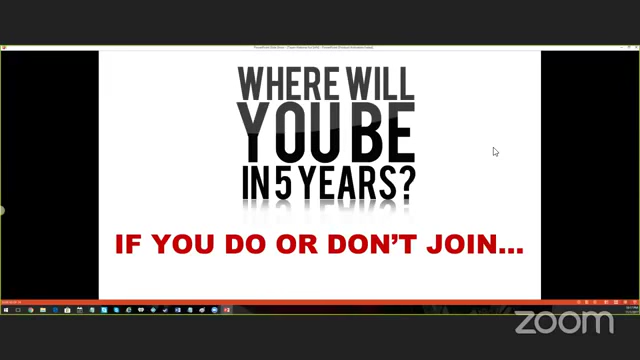 WHERE WILL
YOU BE
IN 5 YEARS?
IF YOU DO OR DON'T JOIN...
zoom